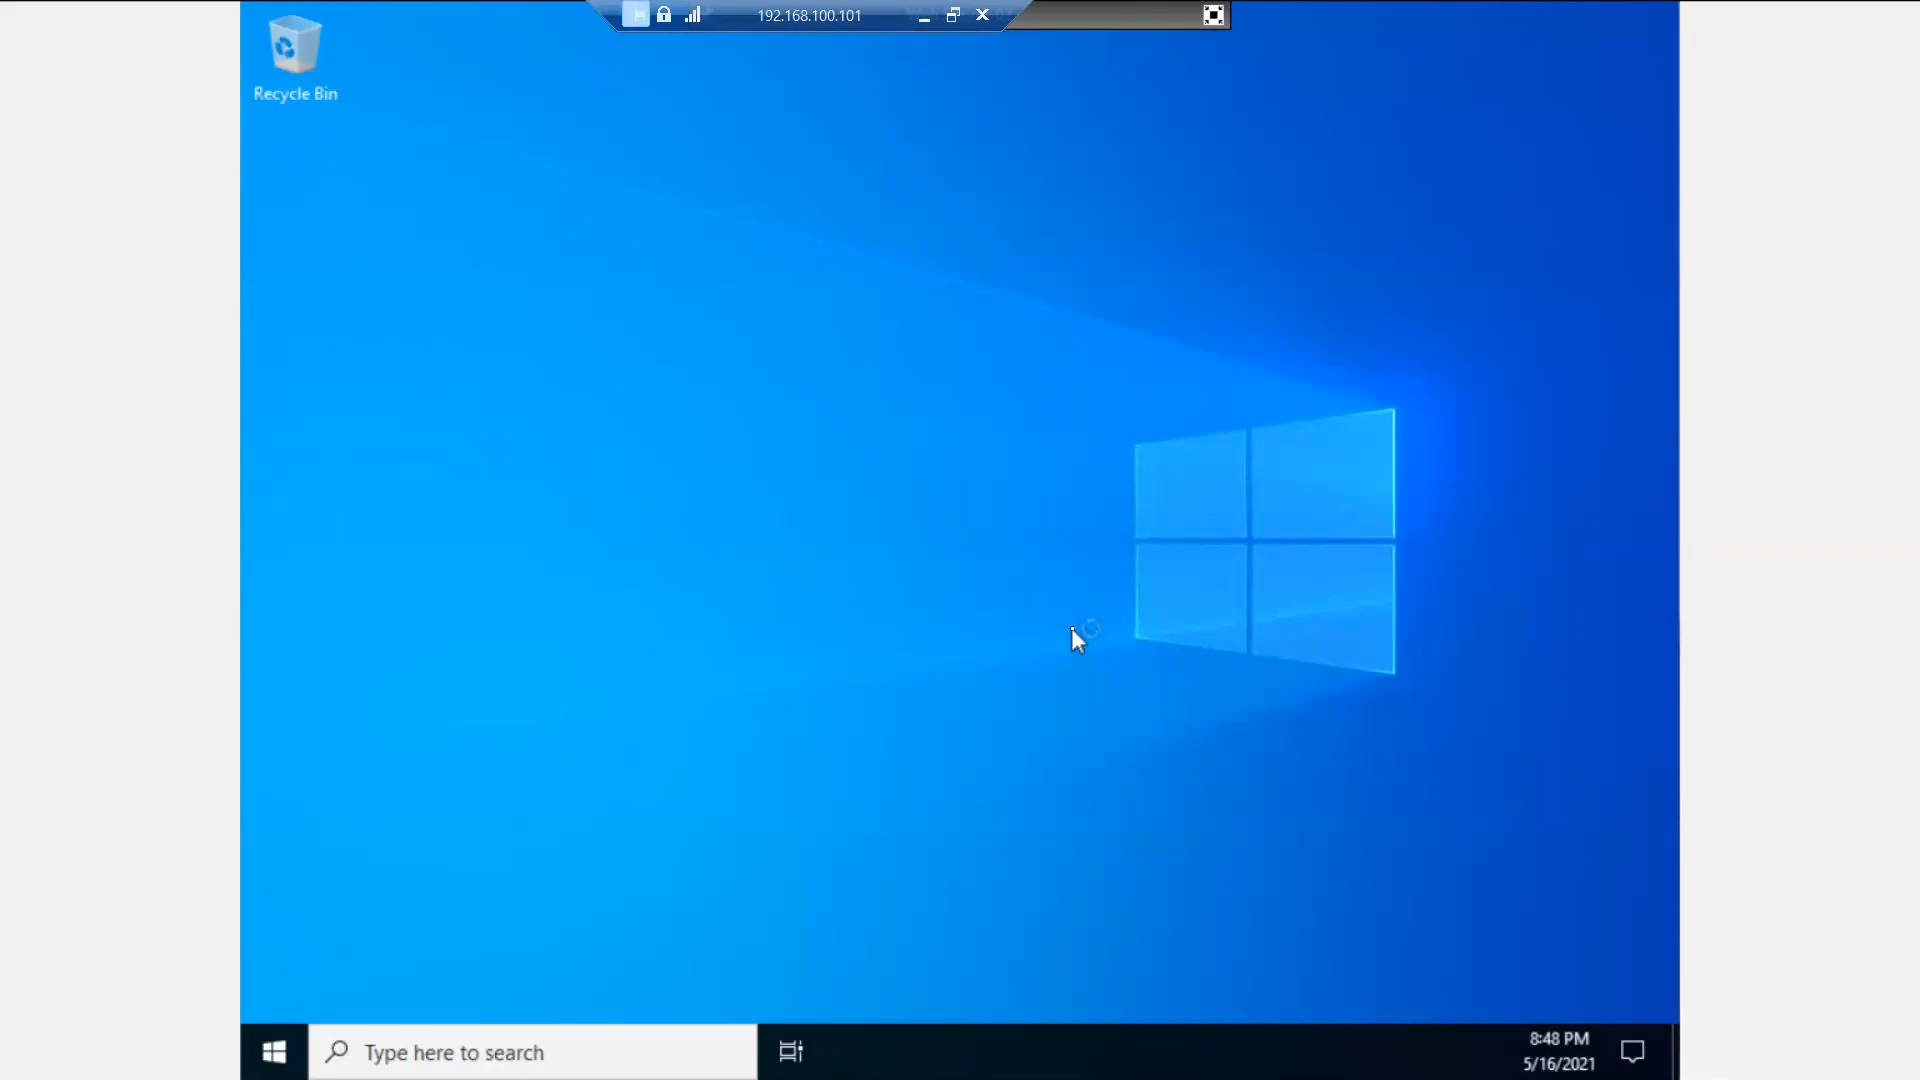 192.168.100.101
Recycle Bin
Type here to search
8:48 PM
5/16/2021